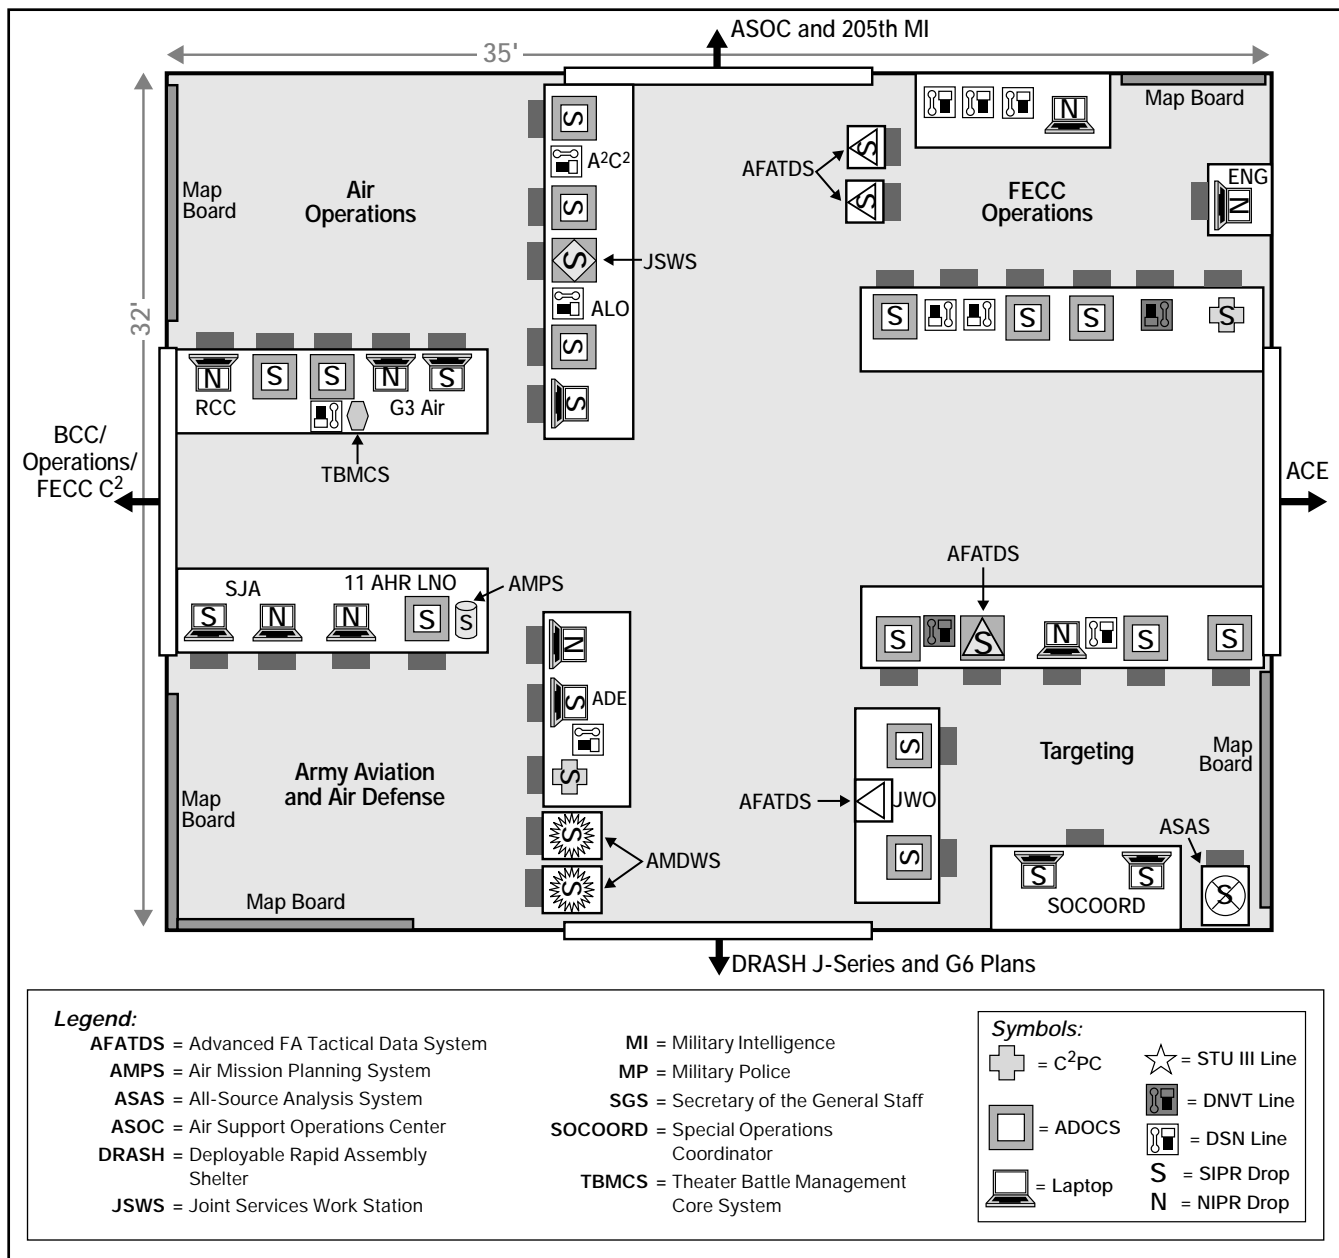 ASOC and 205th MI
35'
32'
Map Board
Map
Board
Air
Operations
S
A²C²
S
S
JSWS
ALO
S
S
AFATDS
S
S
N
FECC
Operations
ENG
N
S
S
S
S
N
S
S
N
S
RCC
G3 Air
TBMCS
BCC/
Operations/
FECC C²
ACE
SJA
11 AHR LNO
AMPS
S
N
N
S
S
AFATDS
S
S
N
S
S
N
S
ADE
S
Army Aviation
and Air Defense
Map
Board
Map Board
S
S
AMDWS
S
AFATDS
JWO
S
Targeting
Map
Board
ASAS
S
S
S
SOCOORD
DRASH J-Series and G6 Plans
Legend:
AFATDS = Advanced FA Tactical Data System
AMPS = Air Mission Planning System
ASAS = All-Source Analysis System
ASOC = Air Support Operations Center
DRASH = Deployable Rapid Assembly
Shelter
JSWS = Joint Services Work Station
MI = Military Intelligence
MP = Military Police
SGS = Secretary of the General Staff
SOCOORD = Special Operations
Coordinator
TBMCS = Theater Battle Management
Core System
Symbols:
= C²PC
= ADOCS
= Laptop
= STU III Line
= DNVT Line
= DSN Line
S = SIPR Drop
N = NIPR Drop